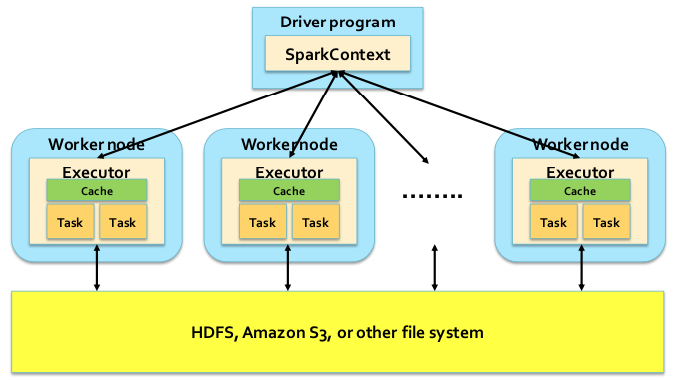 Driver program
SparkContext
Worker node
Worker node
Worker node
Executor
Executor
Executor
Cache
Cache
........
Cache
Task Task
Task Task
Task Task
HDFS, Amazon S3, or other file system